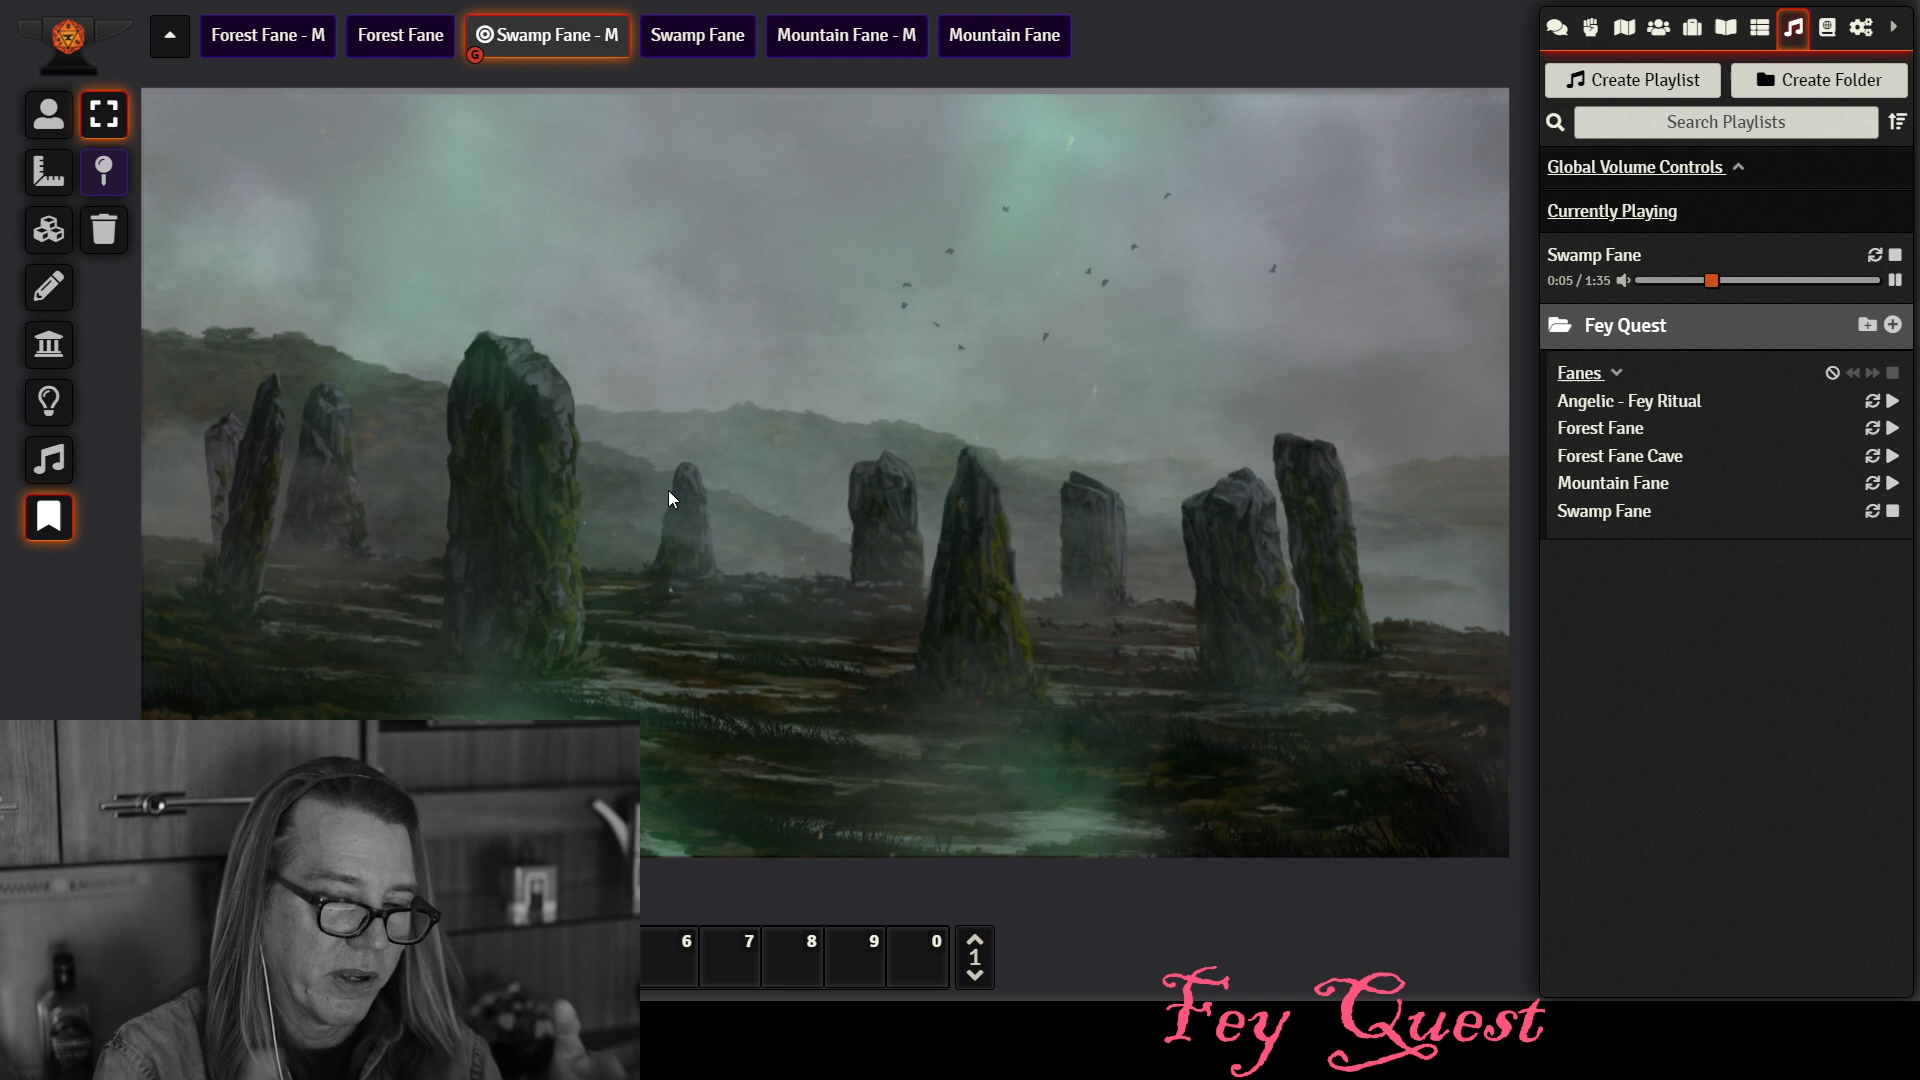 Forest Fane - M
Forest Fane
Swamp Fane - M
G
Swamp Fane
Mountain Fane - M
Mountain Fane
Create Playlist
Create Folder
Search Playlists
Global Volume Controls
Currently Playing
Swamp Fane
0:05 / 1:35
Fey Quest
Fanes
Angelic - Fey Ritual
Forest Fane
Forest Fane Cave
Mountain Fane
Swamp Fane
6
7
8
9
0
1
Fey Quest